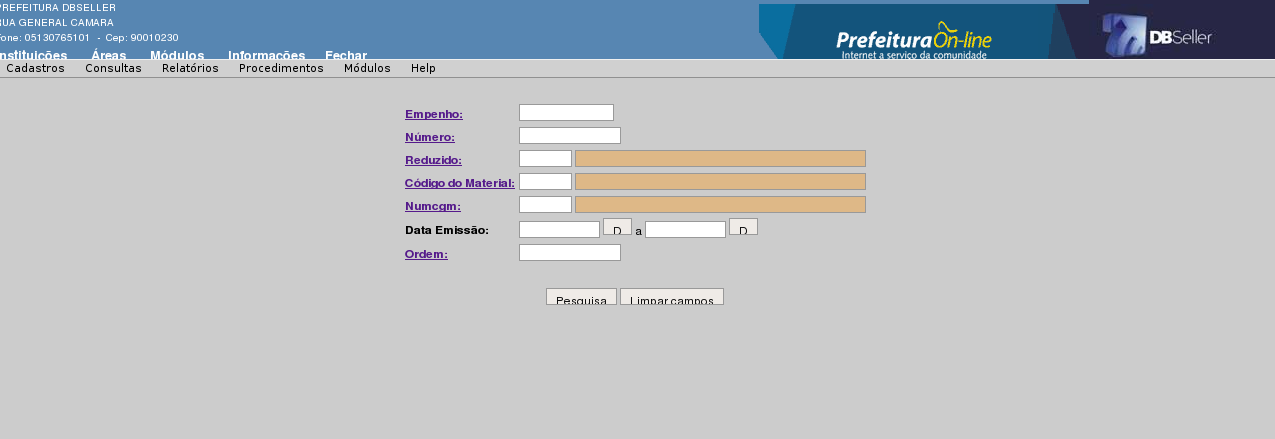 PREFEITURA DBSELLER
RUA GENERAL CAMARA
Fone: 05130765101 - Cep: 90010230
Instituições Áreas Módulos Informações Fechar
PrefeituraOn-line
Internet a serviço da comunidade
DBSeller
Cadastros Consultas Relatórios Procedimentos Módulos Help
Empenho:
Número:
Reduzido:
Código do Material:
Numcgm:
Data Emissão: D a D
Ordem:
Pesquisa Limpar campos